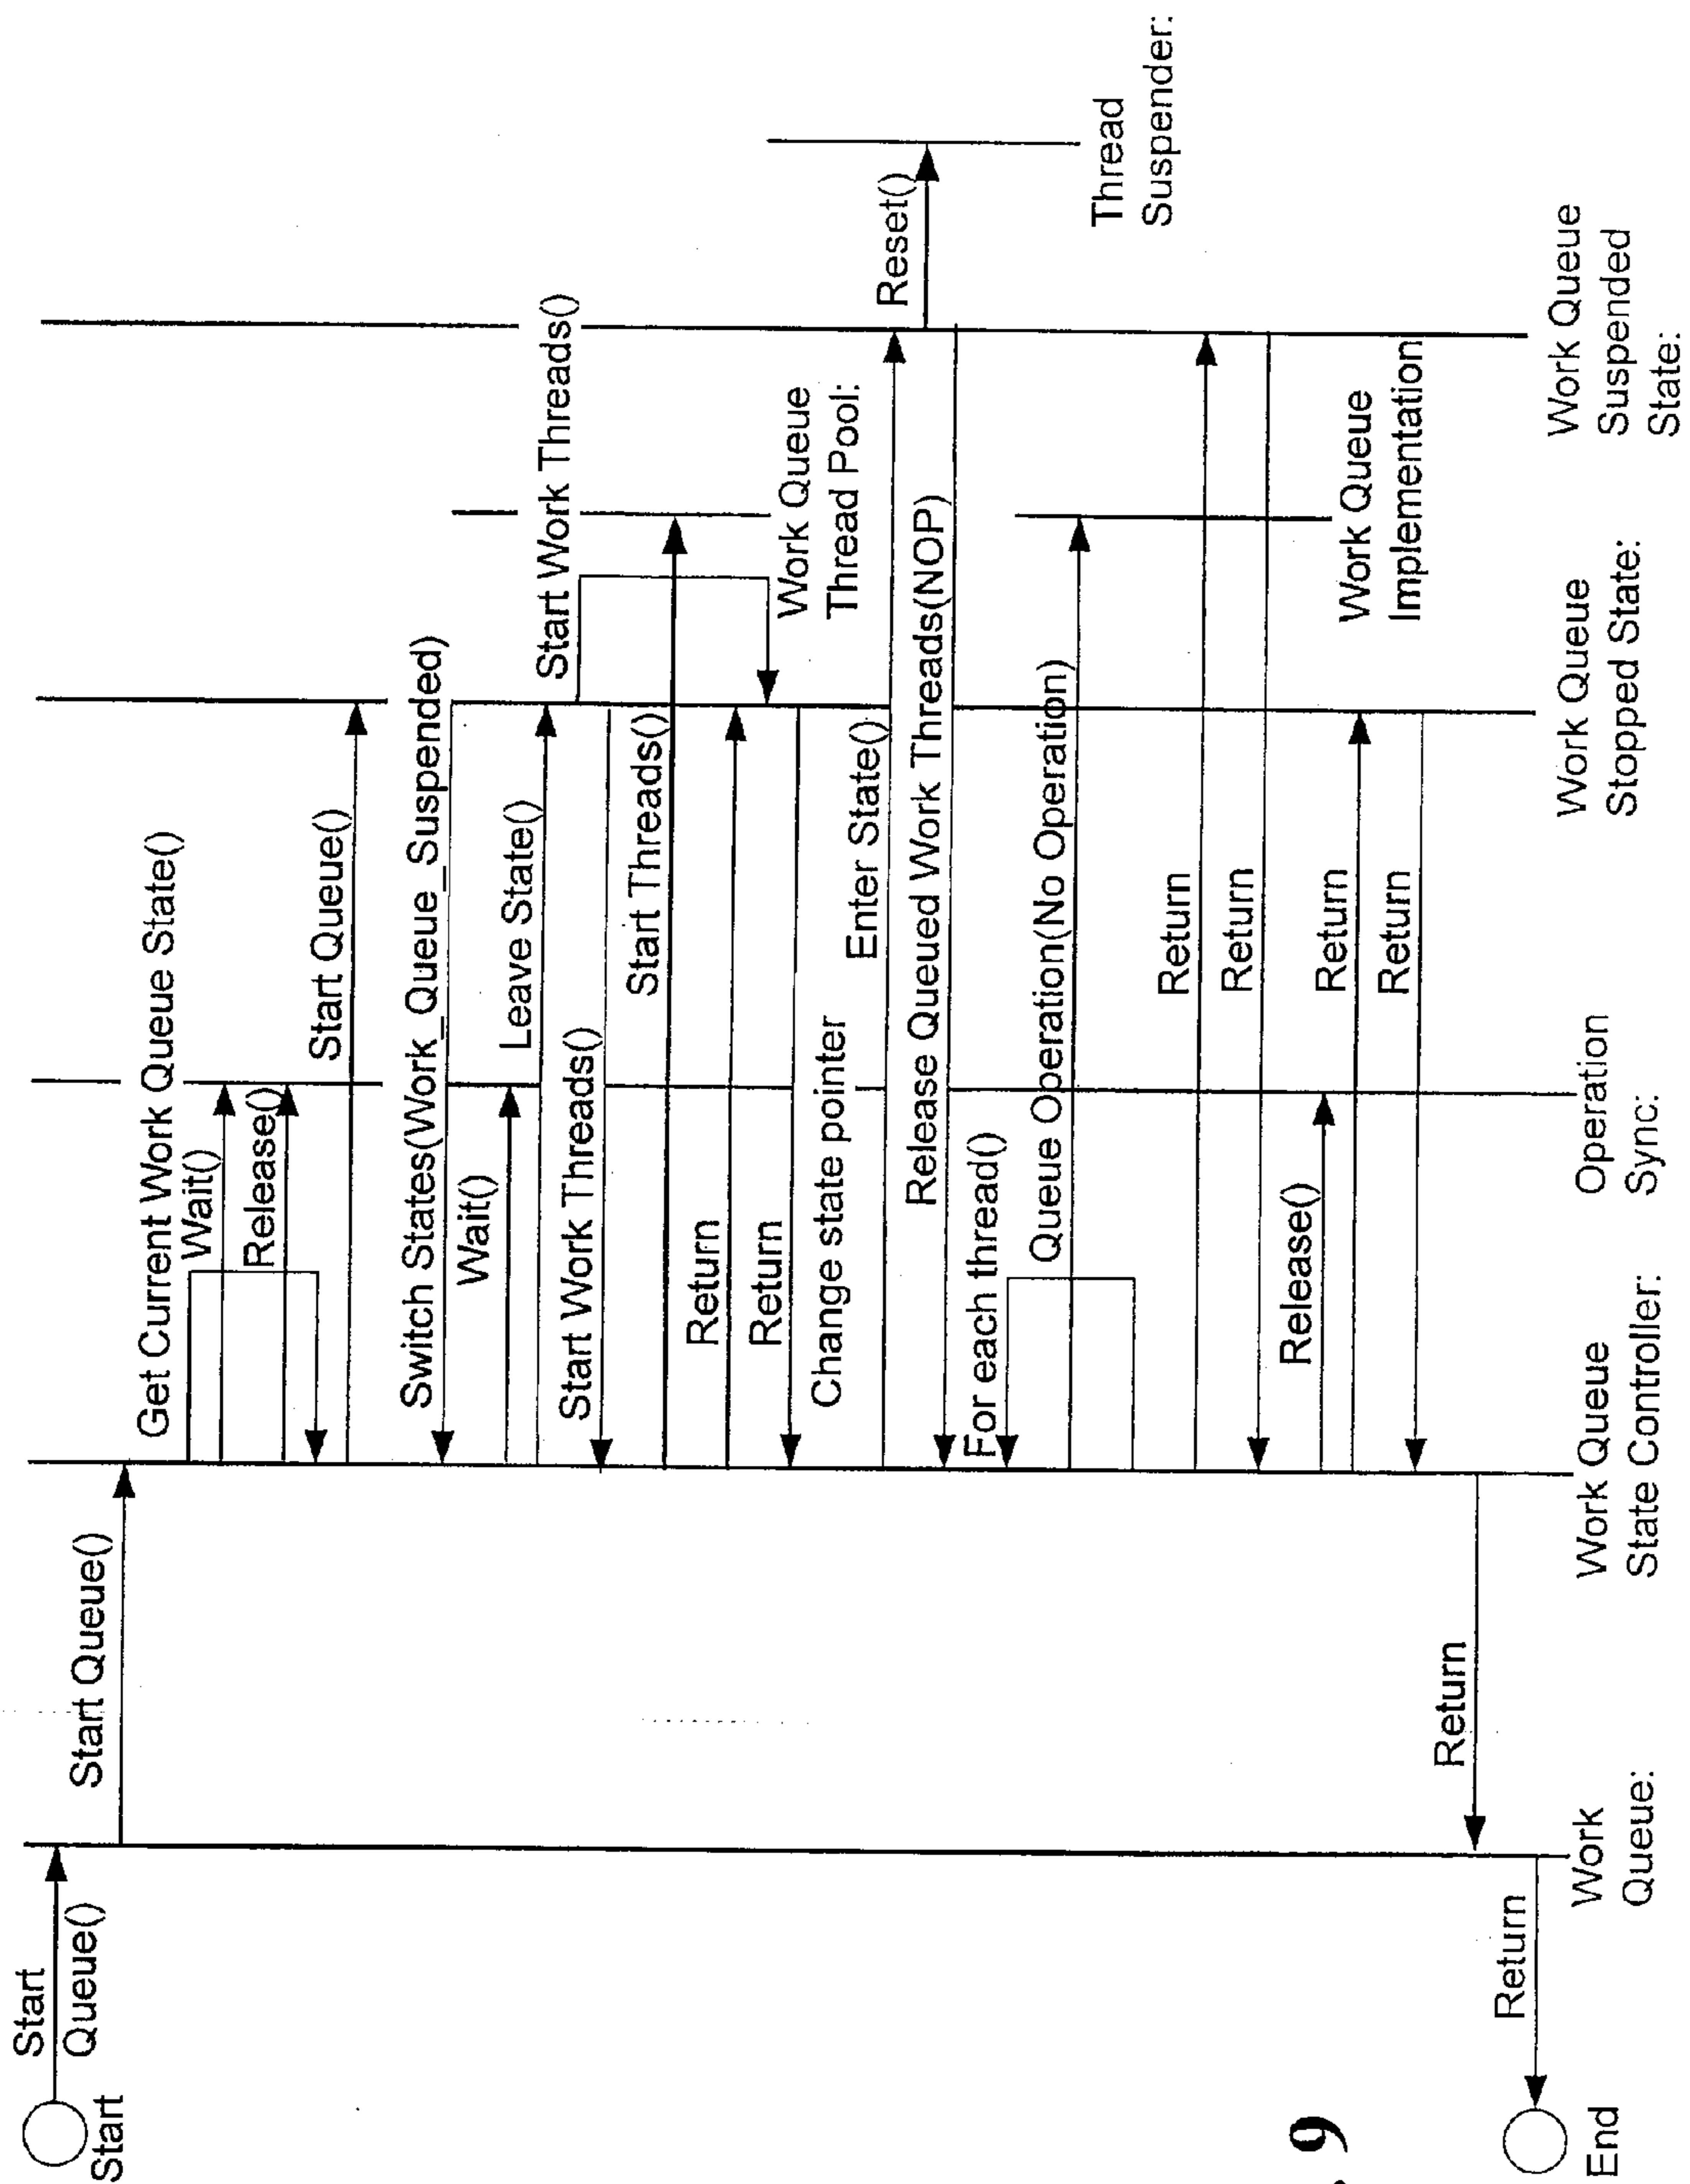 Start
Queue()
Start
Start Queue()
Get Current Work Queue State()
Wait()
Release()
Start Queue()
Switch States(Work_Queue_Suspended)
Wait()
Leave State()
Start Work Threads()
Start Work Threads()
Start Threads()
Return
Return
Work Queue
Thread Pool:
Change state pointer
Enter State()
Reset()
Release Queued Work Threads(NOP)
For each thread()
Queue Operation(No Operation)
Thread
Suspender:
Return
Return
Release()
Return
Return
Work Queue
Implementation
Return
Return
End
Work
Queue:
Work Queue
State Controller:
Operation
Sync:
Work Queue
Stopped State:
Work Queue
Suspended
State:
9